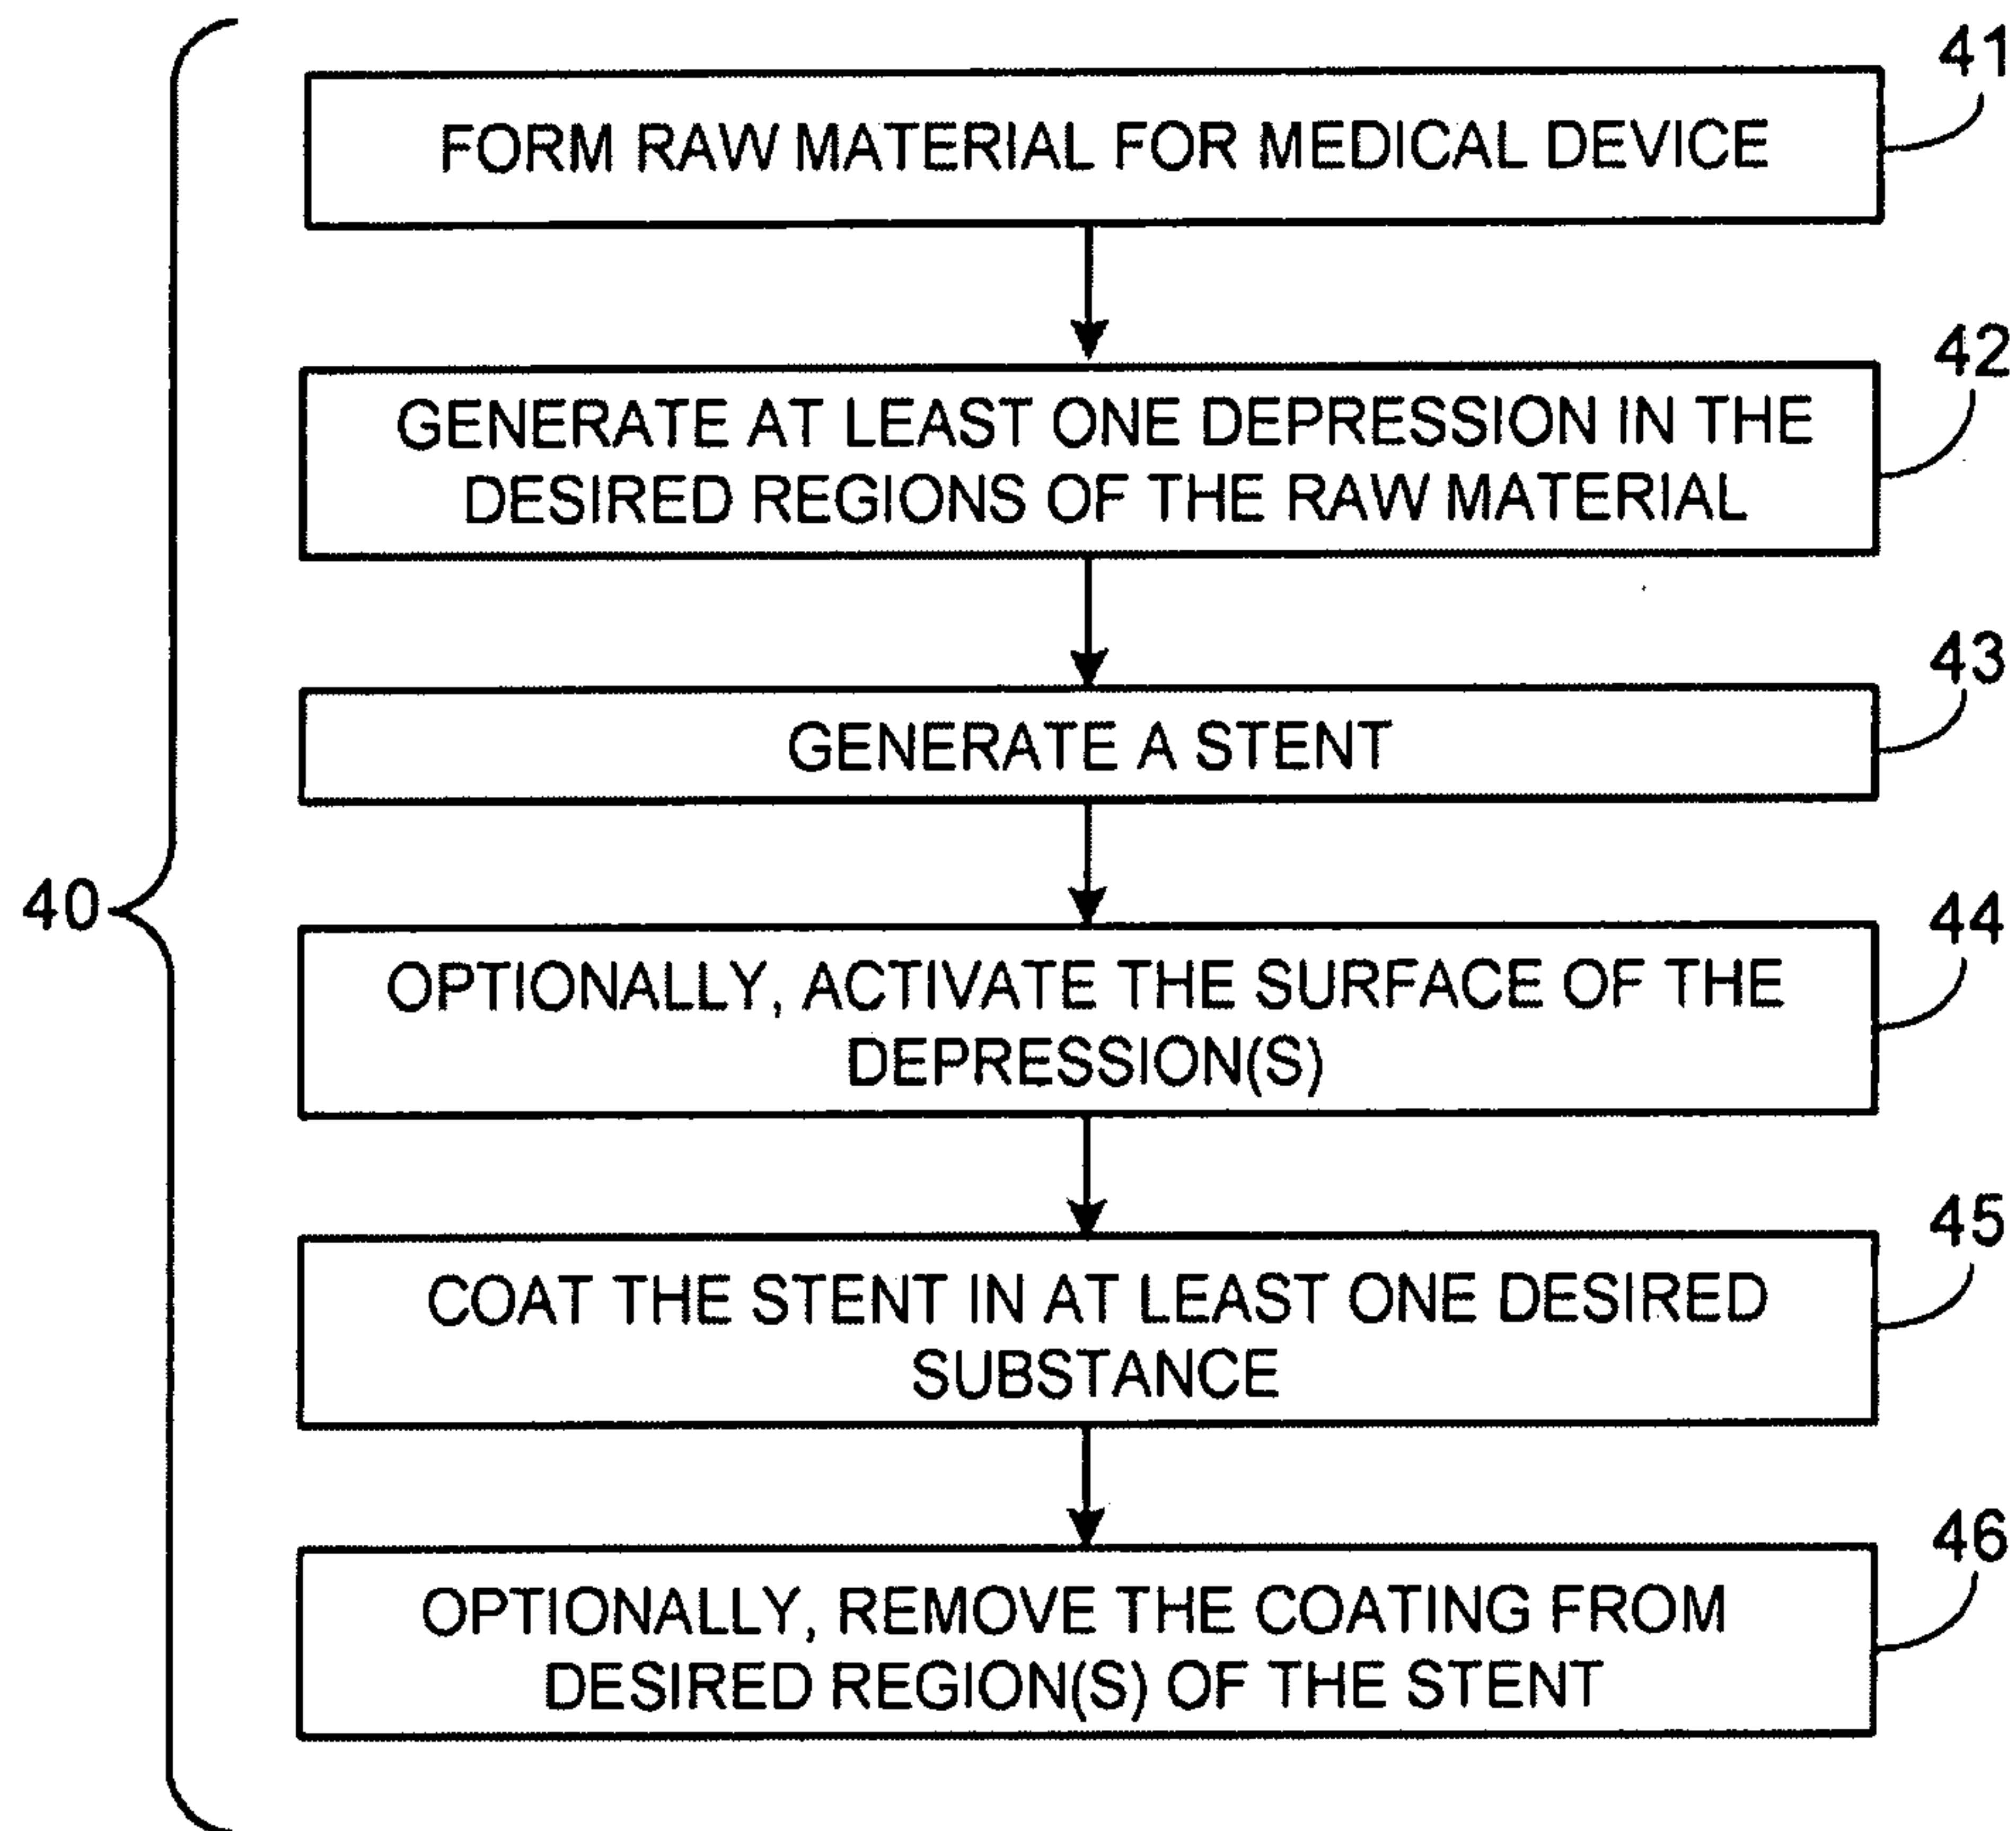 41
FORM RAW MATERIAL FOR MEDICAL DEVICE
42
GENERATE AT LEAST ONE DEPRESSION IN THE
DESIRED REGIONS OF THE RAW MATERIAL
43
GENERATE A STENT
40
44
OPTIONALLY, ACTIVATE THE SURFACE OF THE
DEPRESSION(S)
45
COAT THE STENT IN AT LEAST ONE DESIRED
SUBSTANCE
46
OPTIONALLY, REMOVE THE COATING FROM
DESIRED REGION(S) OF THE STENT